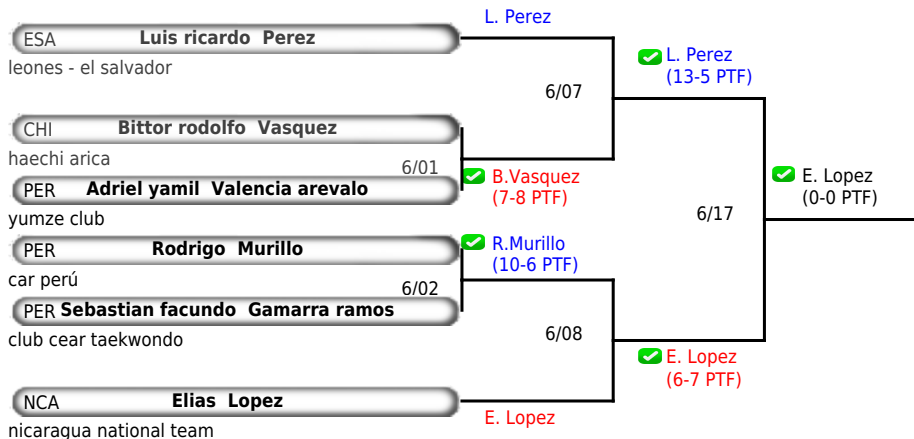 L. Perez
ESA Luis ricardo Perez
leones - el salvador
L. Perez
(13-5 PTF)
6/07
CHI Bittor rodolfo Vasquez
haechi arica
6/01
PER Adriel yamil Valencia arevalo
yumze club
B.Vasquez
(7-8 PTF)
E. Lopez
(0-0 PTF)
6/17
PER Rodrigo Murillo
car perú
R.Murillo
(10-6 PTF)
6/02
PER Sebastian facundo Gamarra ramos
club cear taekwondo
6/08
E. Lopez
(6-7 PTF)
NCA Elias Lopez
nicaragua national team
E. Lopez